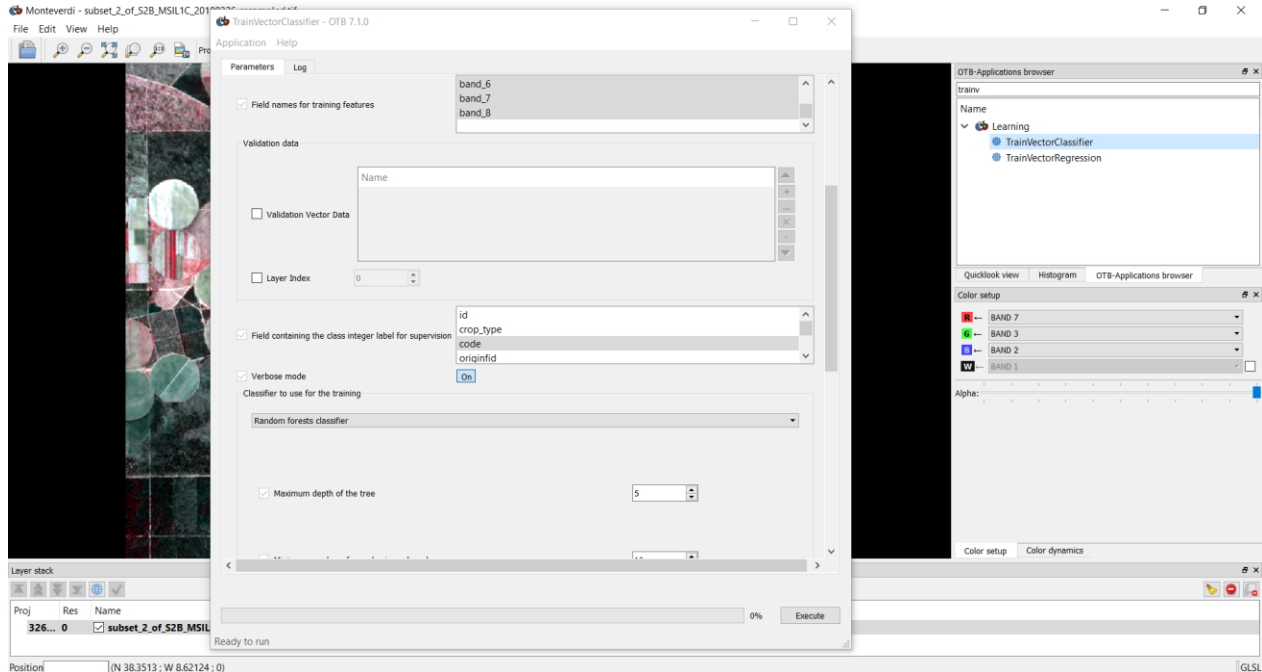 Monteverdi - subset_2_of_S2B_MSIL1C_20180326_resampled.tif
File Edit View Help
TrainVectorClassifier - OTB 7.1.0
Application Help
Parameters Log
Field names for training features
band_6
band_7
band_8
Validation data
Name
Validation Vector Data
Layer Index 0
Field containing the class integer label for supervision
id
crop_type
code
originfid
Verbose mode On
Classifier to use for the training
Random forests classifier
Maximum depth of the tree 5
0% Execute
Ready to run
OTB-Applications browser
trainv
Name
Learning
TrainVectorClassifier
TrainVectorRegression
Quicklook view Histogram OTB-Applications browser
Color setup
R BAND 7
G BAND 3
B BAND 2
W BAND 1
Alpha:
Color setup Color dynamics
Layer stack
Proj Res Name
326... 0 subset_2_of_S2B_MSIL
Position (N 38.3513 ; W 8.62124 ; 0) GLSL